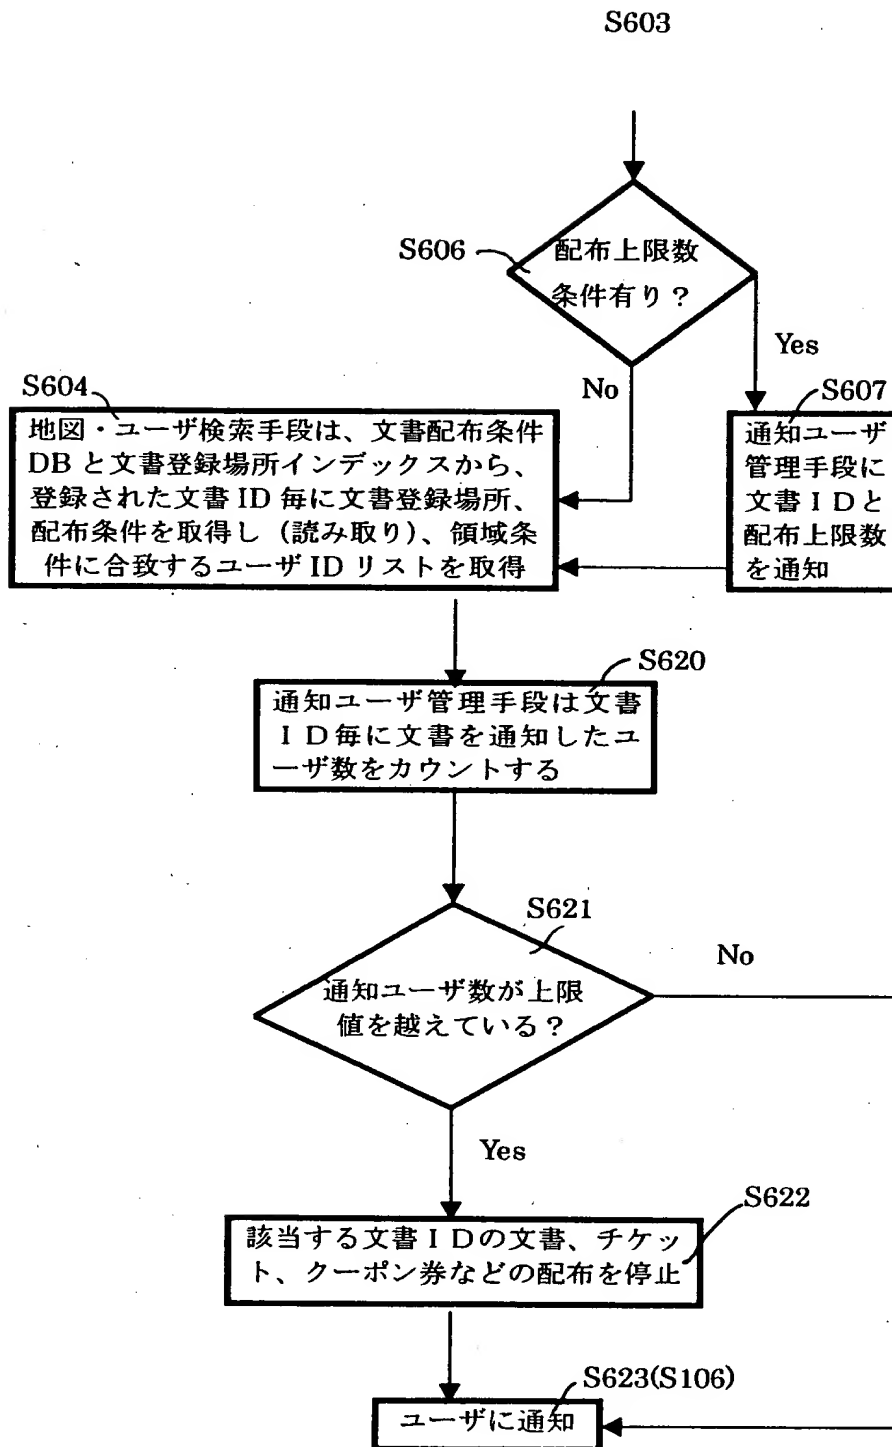 S603
S606
配布上限数
条件有り？
Yes
No
S604
地図・ユーザ検索手段は、文書配布条件
DBと文書登録場所インデックスから、
登録された文書ID毎に文書登録場所、
配布条件を取得し（読み取り）、領域条
件に合致するユーザIDリストを取得
S607
通知ユーザ
管理手段に
文書ＩＤと
配布上限数
を通知
S620
通知ユーザ管理手段は文書
ＩＤ毎に文書を通知したユ
ーザ数をカウントする
S621
通知ユーザ数が上限
値を越えている？
No
Yes
S622
該当する文書ＩＤの文書、チケッ
ト、クーポン券などの配布を停止
S623(S106)
ユーザに通知